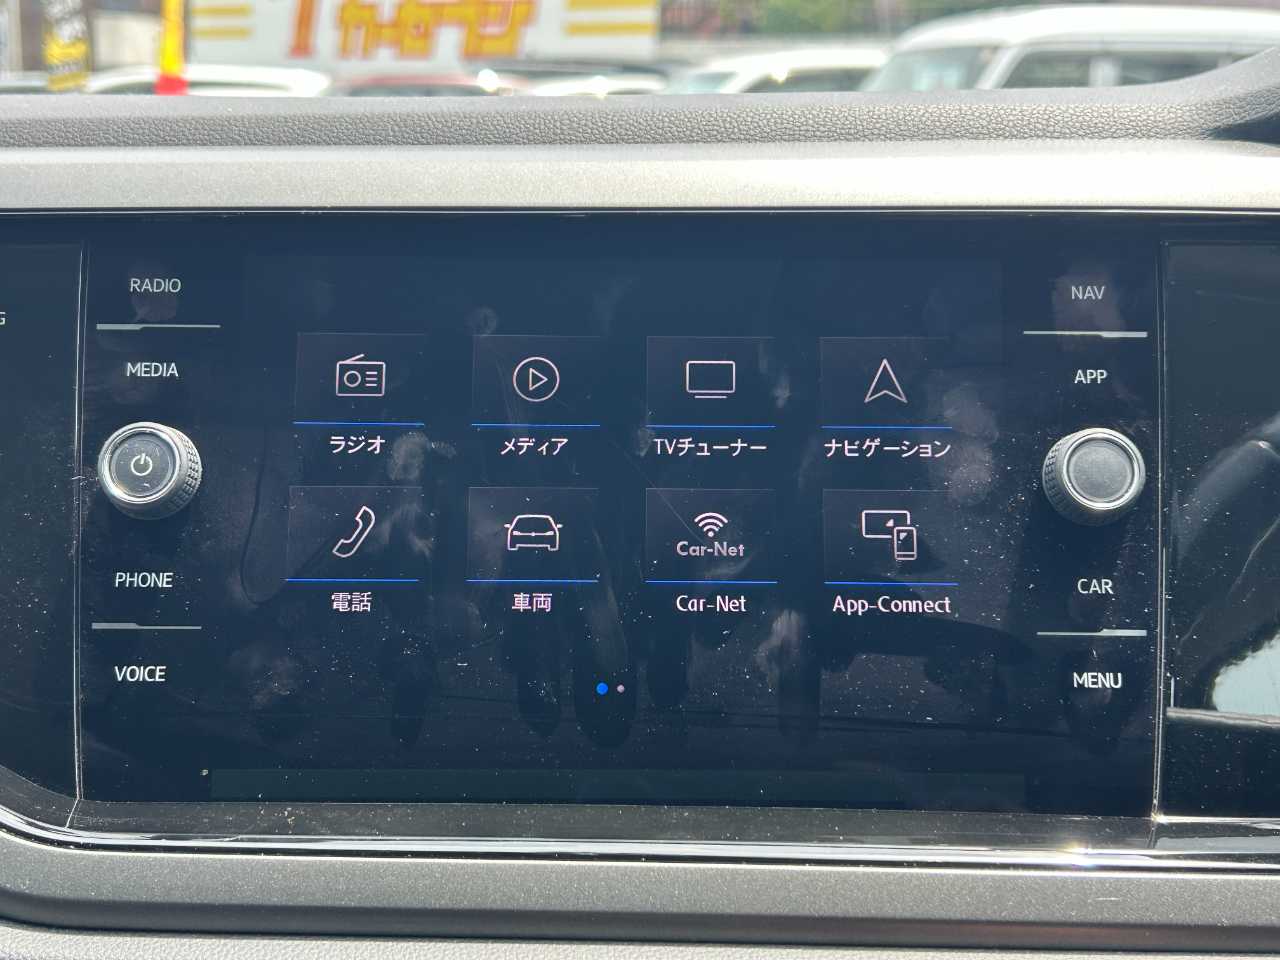 RADIO
MEDIA
PHONE
VOICE
ラジオ
メディア
TVチューナー
ナビゲーション
Car-Net
電話
車両
Car-Net
App-Connect
NAV
APP
CAR
MENU